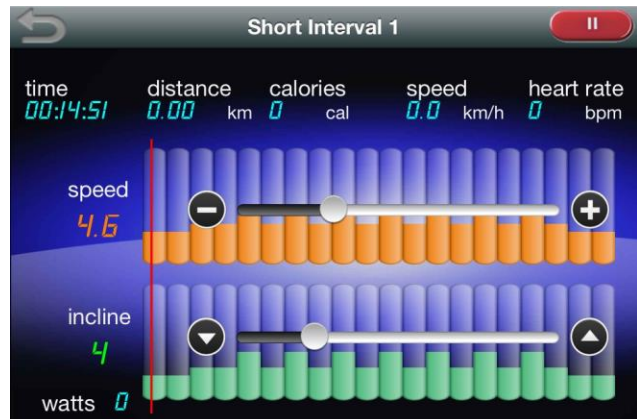 Short Interval 1
time distance calories speed heart rate
00:14:51 0.00 km 0 cal 0.0 km/h 0 bpm
speed
4.6
incline
4
watts 0